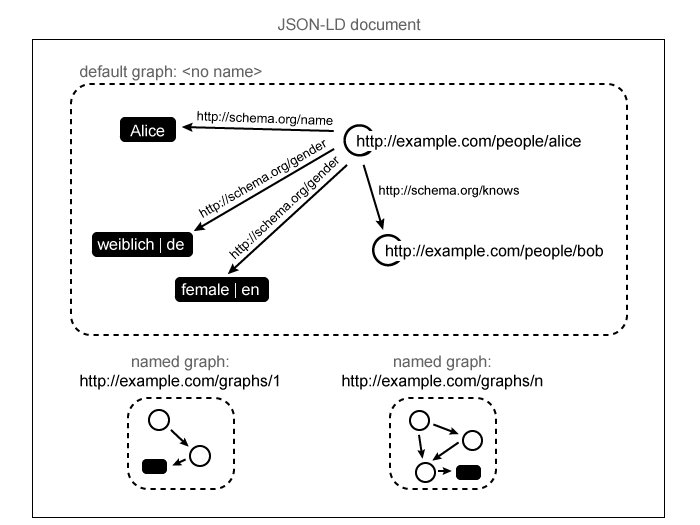 JSON-LD document
default graph: <no name>
Alice
http://schema.org/name
http://example.com/people/alice
http://schema.org/gender
http://schema.org/gender
http://schema.org/knows
weiblich | de
http://example.com/people/bob
female | en
named graph:
http://example.com/graphs/1
named graph:
http://example.com/graphs/n